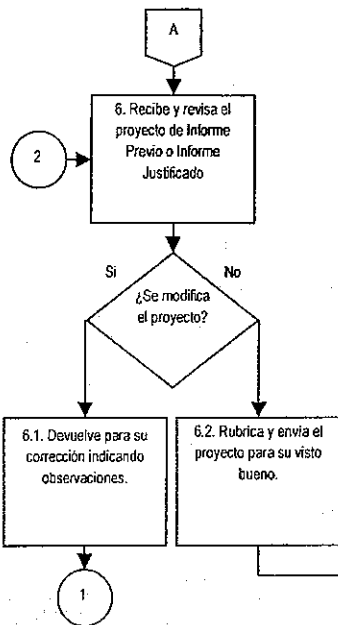 A
6. Recibe y revisa el
proyecto de Informe
Previo o Informe
Justificado
2
Si
No
¿Se modifica
el proyecto?
6.1. Devuelve para su
corrección indicando
observaciones.
6.2. Rubrica y envia el
proyecto para su visto
bueno.
1